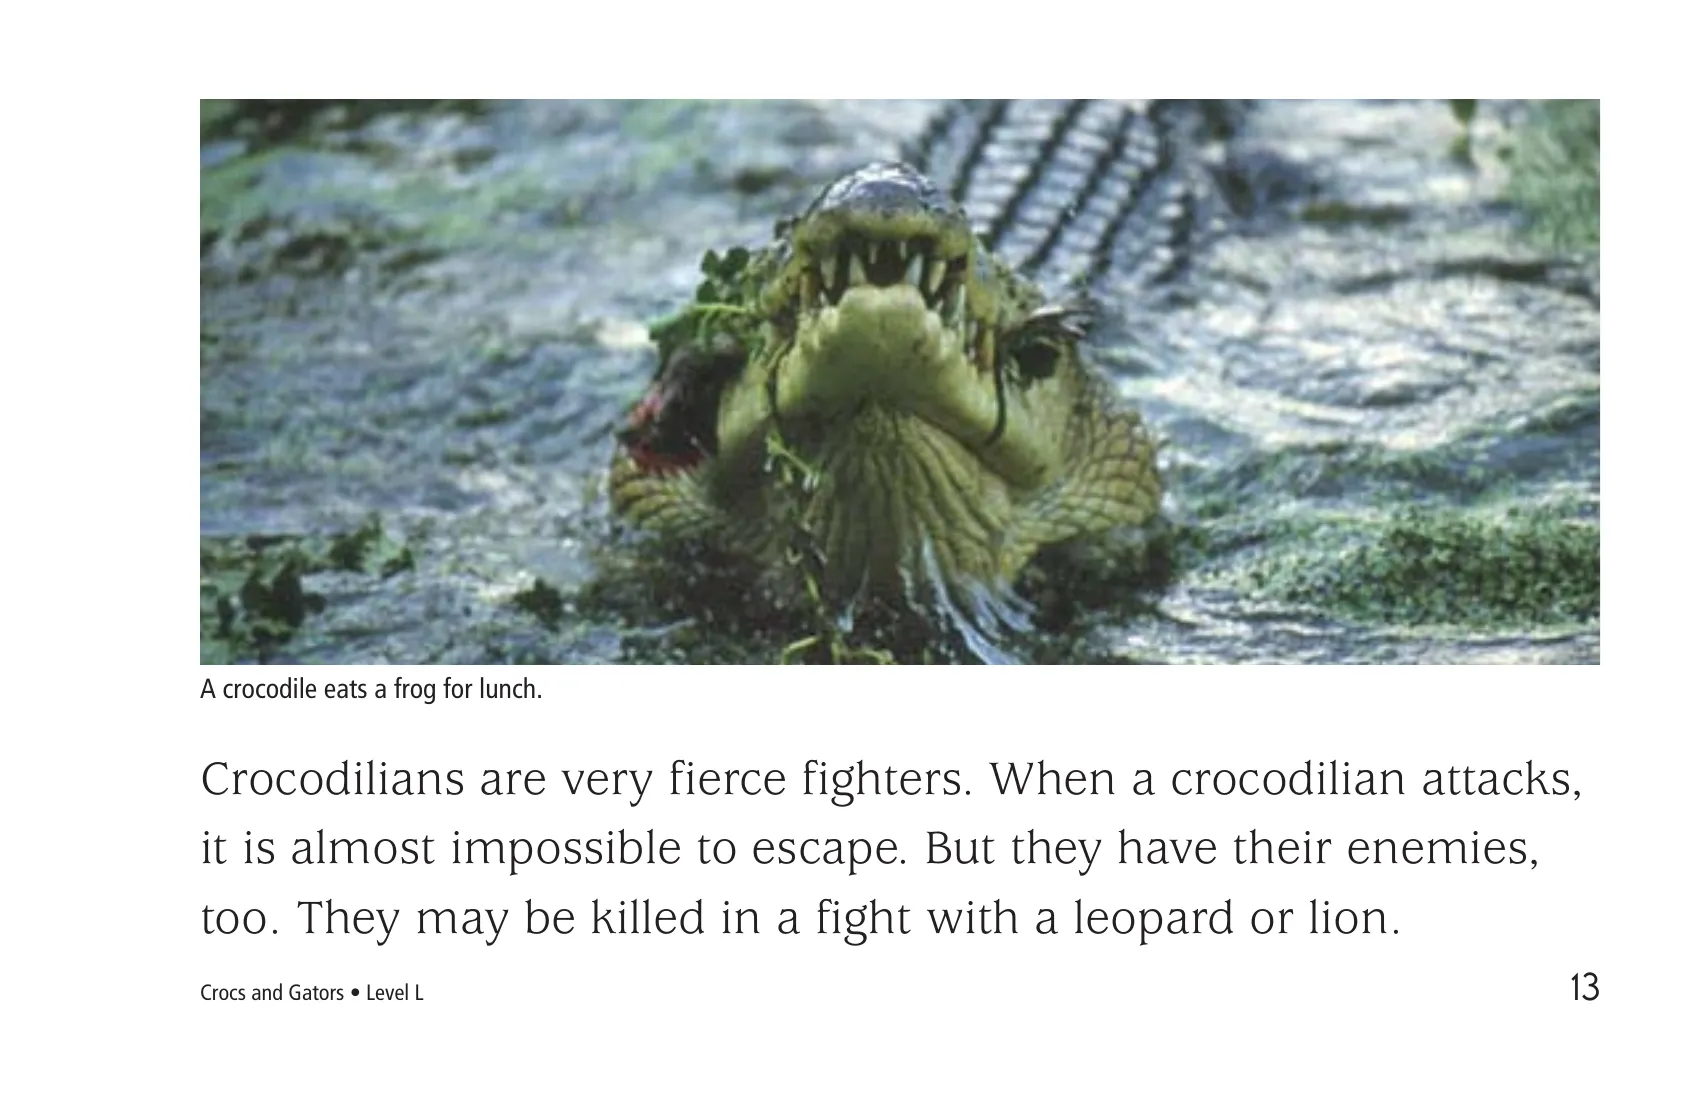 A crocodile eats a frog for lunch.
Crocodilians are very fierce fighters. When a crocodilian attacks,
it is almost impossible to escape. But they have their enemies,
too. They may be killed in a fight with a leopard or lion.
Crocs and Gators • Level L
13